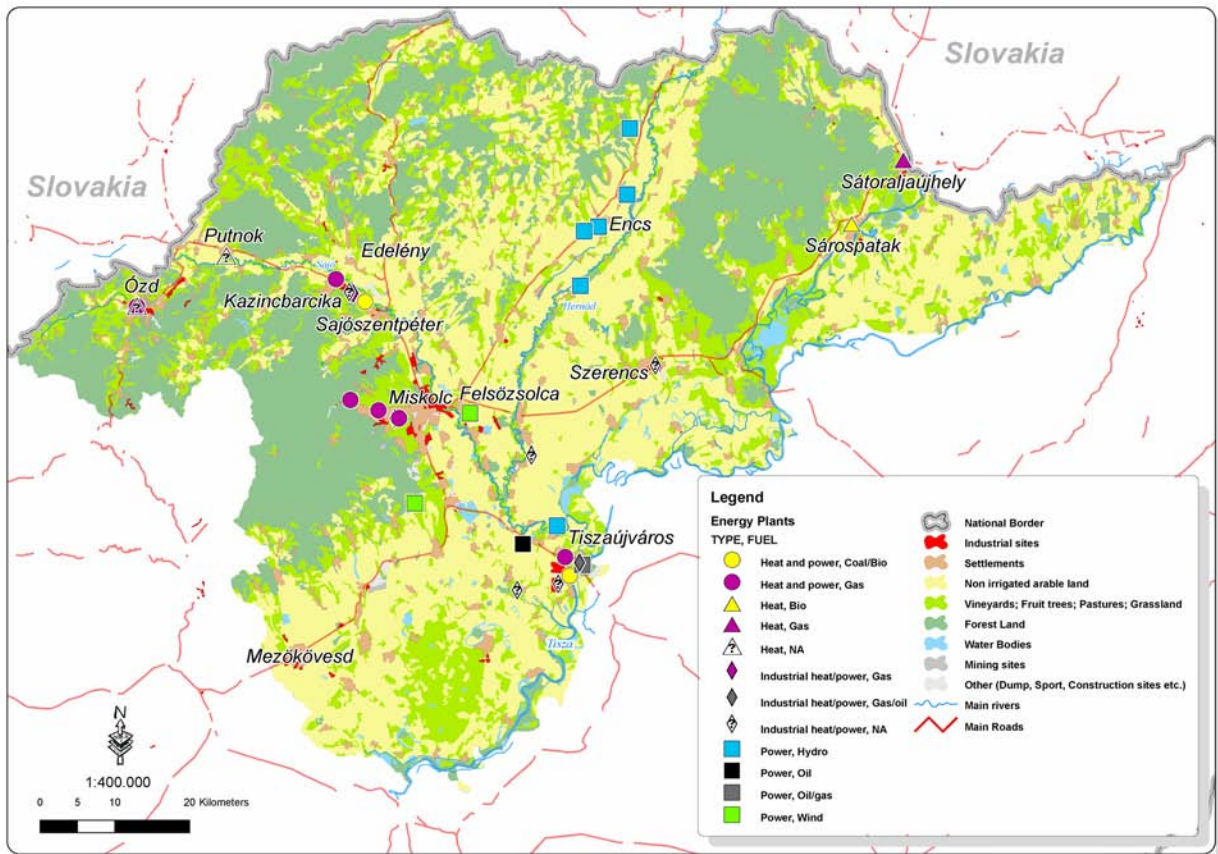 Slovakia
Slovakia
Sátoraljaújhely
Sárospatak
Encs
Putnok
Edelény
Sajó
Ózd
Kazincbarcika
Sajószentpéter
Hernád
Szerencs
Miskolc
Felsözsolca
Tiszaújváros
Tisza
Mezökövesd
N
1:400.000
0 5 10 20 Kilometers
Legend
Energy Plants
TYPE, FUEL
Heat and power, Coal/Bio
Heat and power, Gas
Heat, Bio
Heat, Gas
? Heat, NA
Industrial heat/power, Gas
Industrial heat/power, Gas/oil
? Industrial heat/power, NA
Power, Hydro
Power, Oil
Power, Oil/gas
Power, Wind
National Border
Industrial sites
Settlements
Non irrigated arable land
Vineyards; Fruit trees; Pastures; Grassland
Forest Land
Water Bodies
Mining sites
Other (Dump, Sport, Construction sites etc.)
Main rivers
Main Roads